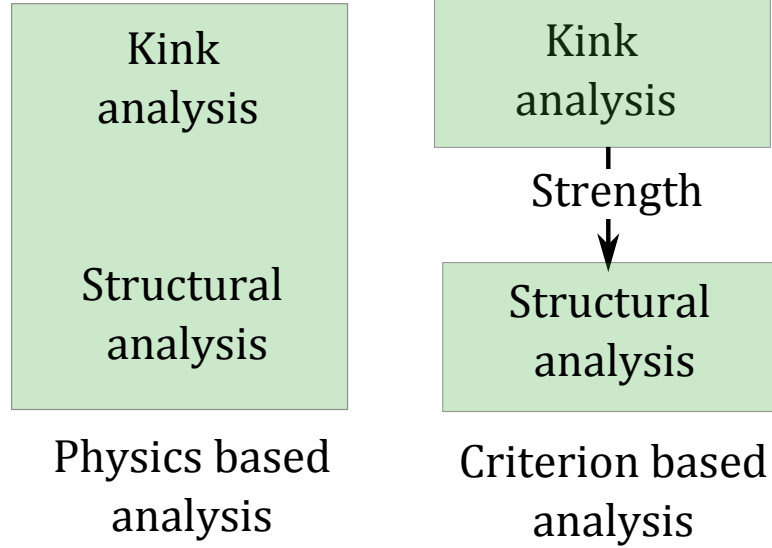 Kink
analysis
Structural
analysis
Physics based
analysis
Kink
analysis
Strength
Structural
analysis
Criterion based
analysis